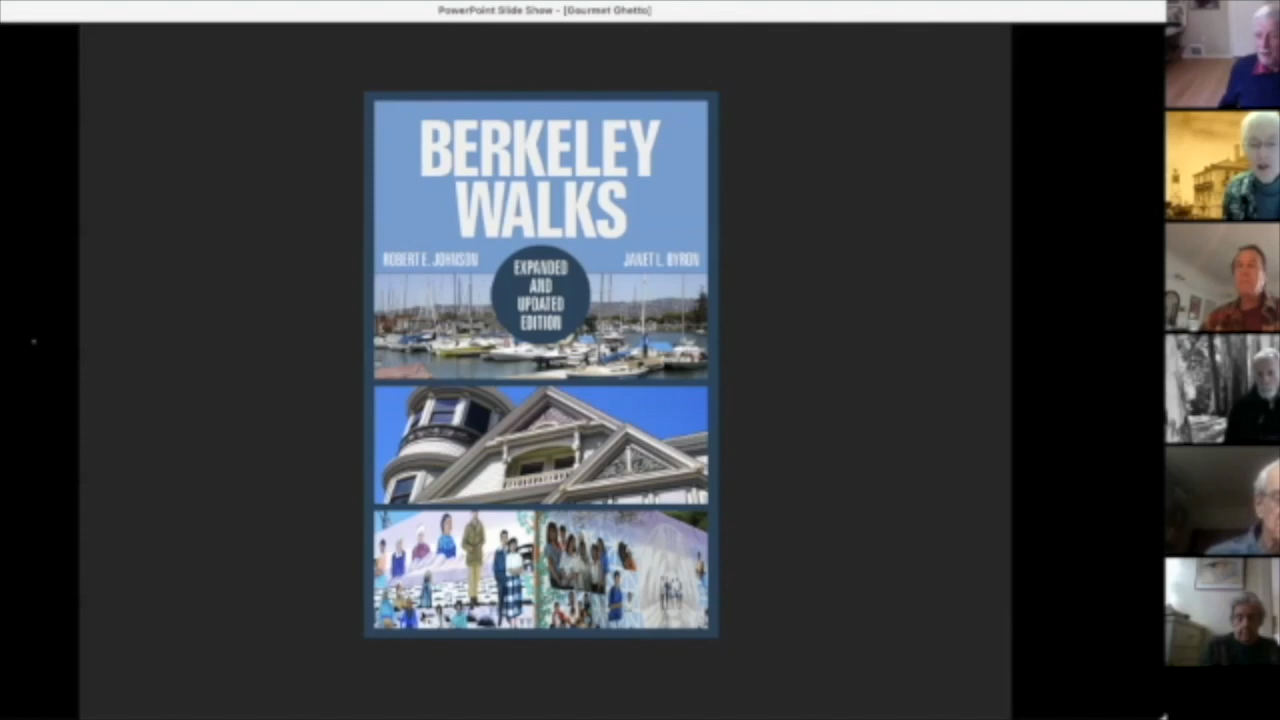 PowerPoint Slide Show - [Gourmet Ghetto]
BERKELEY
WALKS
ROBERT E. JOHNSON
JANET L. BYRON
EXPANDED
AND
UPDATED
EDITION